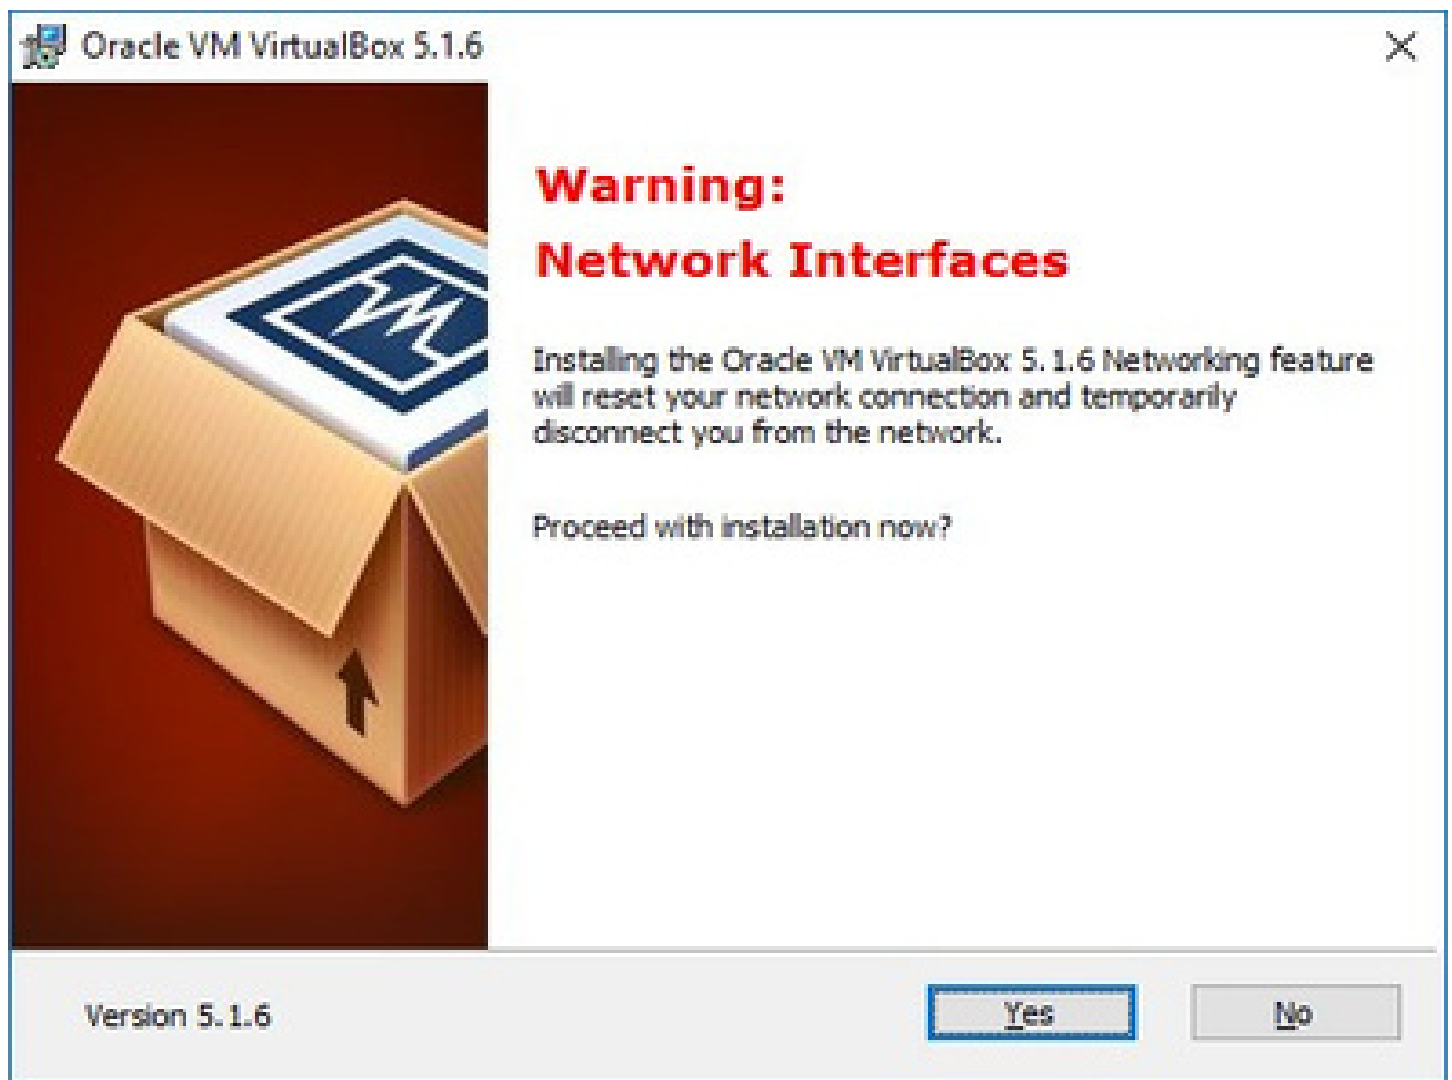 Oracle VM VirtualBox 5.1.6
Warning:
Network Interfaces
Installing the Oracle VM VirtualBox 5.1.6 Networking feature
will reset your network connection and temporarily
disconnect you from the network.
Proceed with installation now?
Version 5.1.6
Yes
No